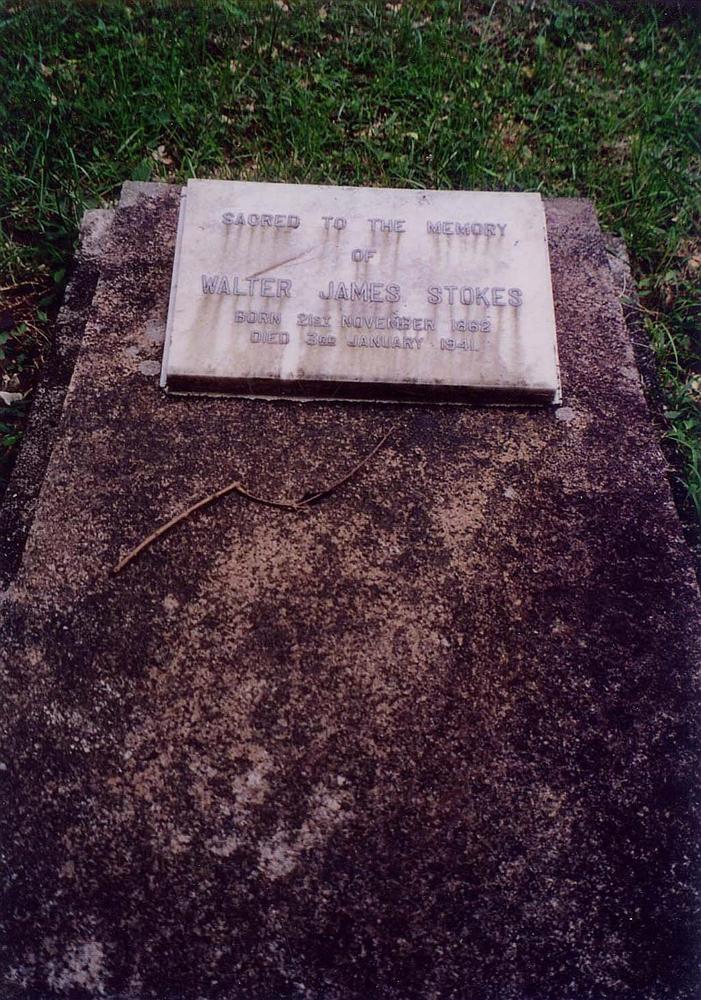 SACRED TO THE MEMORY
OF
WALTER JAMES STOKES
BORN 21ST NOVEMBER 1862
DIED 3RD JANUARY 1941.